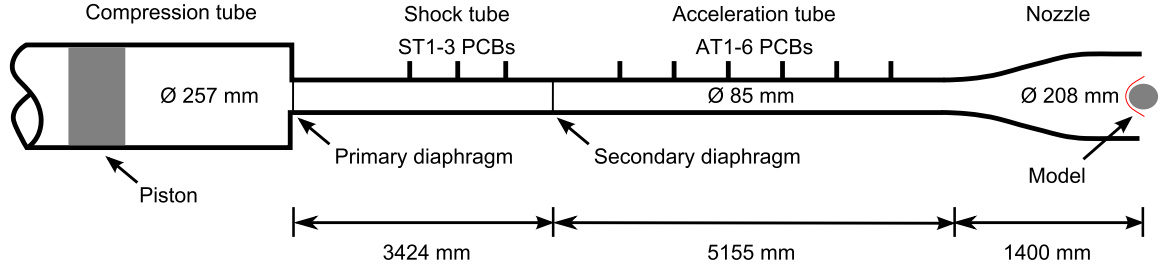 Compression tube
Shock tube
Acceleration tube
Nozzle
ST1-3 PCBs
AT1-6 PCBs
Ø 257 mm
Ø 85 mm
Ø 208 mm
Primary diaphragm
Secondary diaphragm
Model
Piston
3424 mm
5155 mm
1400 mm